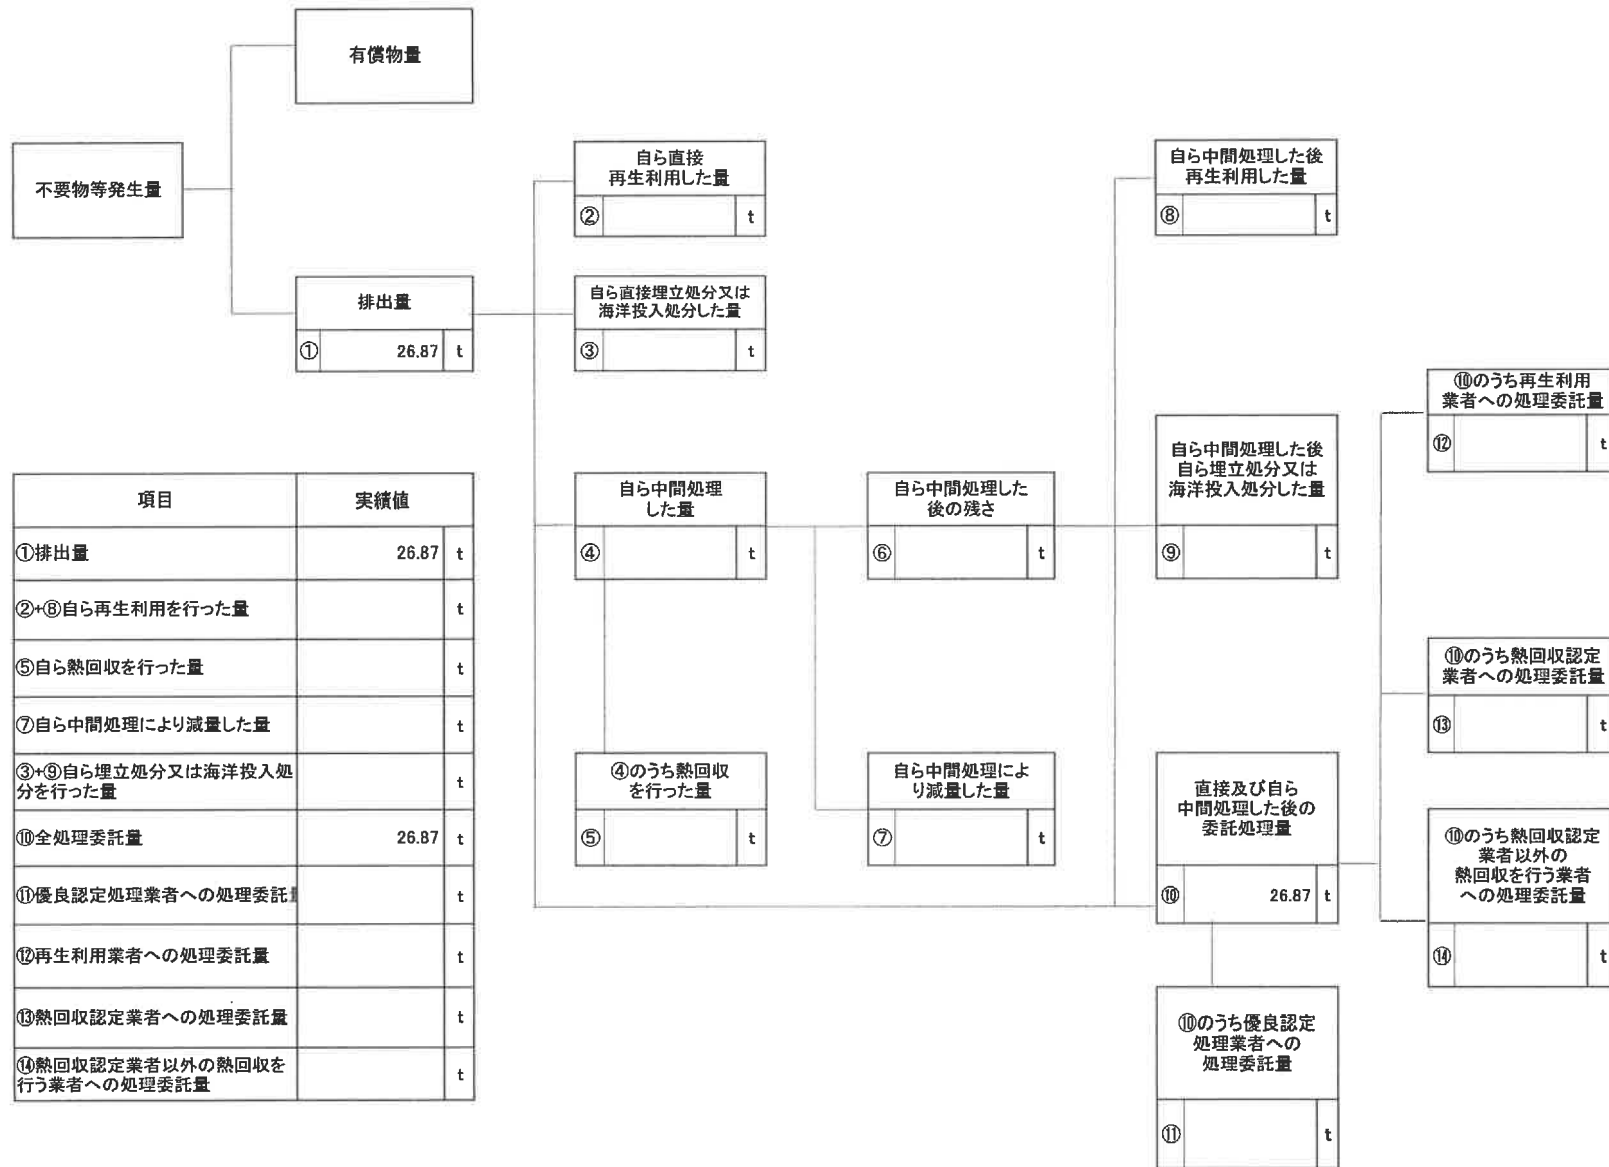 有償物量
不要物等発生量
排出量
① 26.87 t
自ら直接
再生利用した量
② t
自ら直接埋立処分又は
海洋投入処分した量
③ t
自ら中間処理
した量
④ t
④のうち熱回収
を行った量
⑤ t
自ら中間処理した
後の残さ
⑥ t
自ら中間処理によ
り減量した量
⑦ t
自ら中間処理した後
再生利用した量
⑧ t
自ら中間処理した後
自ら埋立処分又は
海洋投入処分した量
⑨ t
直接及び自ら
中間処理した後の
委託処理量
⑩ 26.87 t
⑩のうち優良認定
処理業者への
処理委託量
⑪ t
⑩のうち再生利用
業者への処理委託量
⑫ t
⑩のうち熱回収認定
業者への処理委託量
⑬ t
⑩のうち熱回収認定
業者以外の
熱回収を行う業者
への処理委託量
⑭ t
項目 実績値
①排出量 26.87 t
②+⑧自ら再生利用を行った量 t
⑤自ら熱回収を行った量 t
⑦自ら中間処理により減量した量 t
③+⑨自ら埋立処分又は海洋投入処
分を行った量 t
⑩全処理委託量 26.87 t
⑪優良認定処理業者への処理委託 t
⑫再生利用業者への処理委託量 t
⑬熱回収認定業者への処理委託量 t
⑭熱回収認定業者以外の熱回収を
行う業者への処理委託量 t